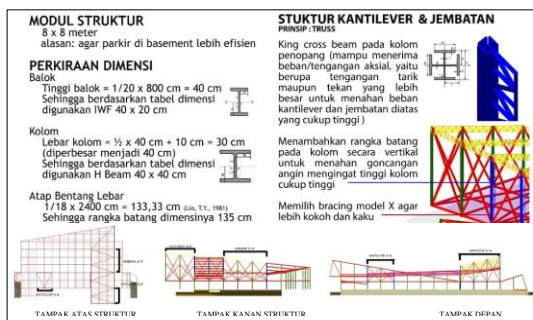 MODUL STRUKTUR
8 x 8 meter
alasan: agar parkir di basement lebih efisien
PERKIRAAN DIMENSI
Balok
Tinggi balok = 1/20 x 800 cm = 40 cm
Sehingga berdasarkan tabel dimensi
digunakan IWF 40 x 20 cm
Kolom
Lebar kolom = ½ x 40 cm + 10 cm = 30 cm
(diperbesar menjadi 40 cm)
Sehingga berdasarkan tabel dimensi
digunakan H Beam 40 x 40 cm
Atap Bentang Lebar
1/18 x 2400 cm = 133,33 cm (Lin, T.Y., 1981)
Sehingga rangka batang dimensinya 135 cm
STUKTUR KANTILEVER & JEMBATAN
PRINSIP : TRUSS
King cross beam pada kolom
penopang (mampu menerima
beban/tengangan aksial, yaitu
berupa tengangan tarik
maupun tekan yang lebih
besar untuk menahan beban
kantilever dan jembatan diatas
yang cukup tinggi )
Menambahkan rangka batang
pada kolom secara vertikal
untuk menahan goncangan
angin mengingat tinggi kolom
cukup tinggi
Memilih bracing model X agar
lebih kokoh dan kaku
TAMPAK ATAS STRUKTUR
TAMPAK KANAN STRUKTUR
TAMPAK DEPAN